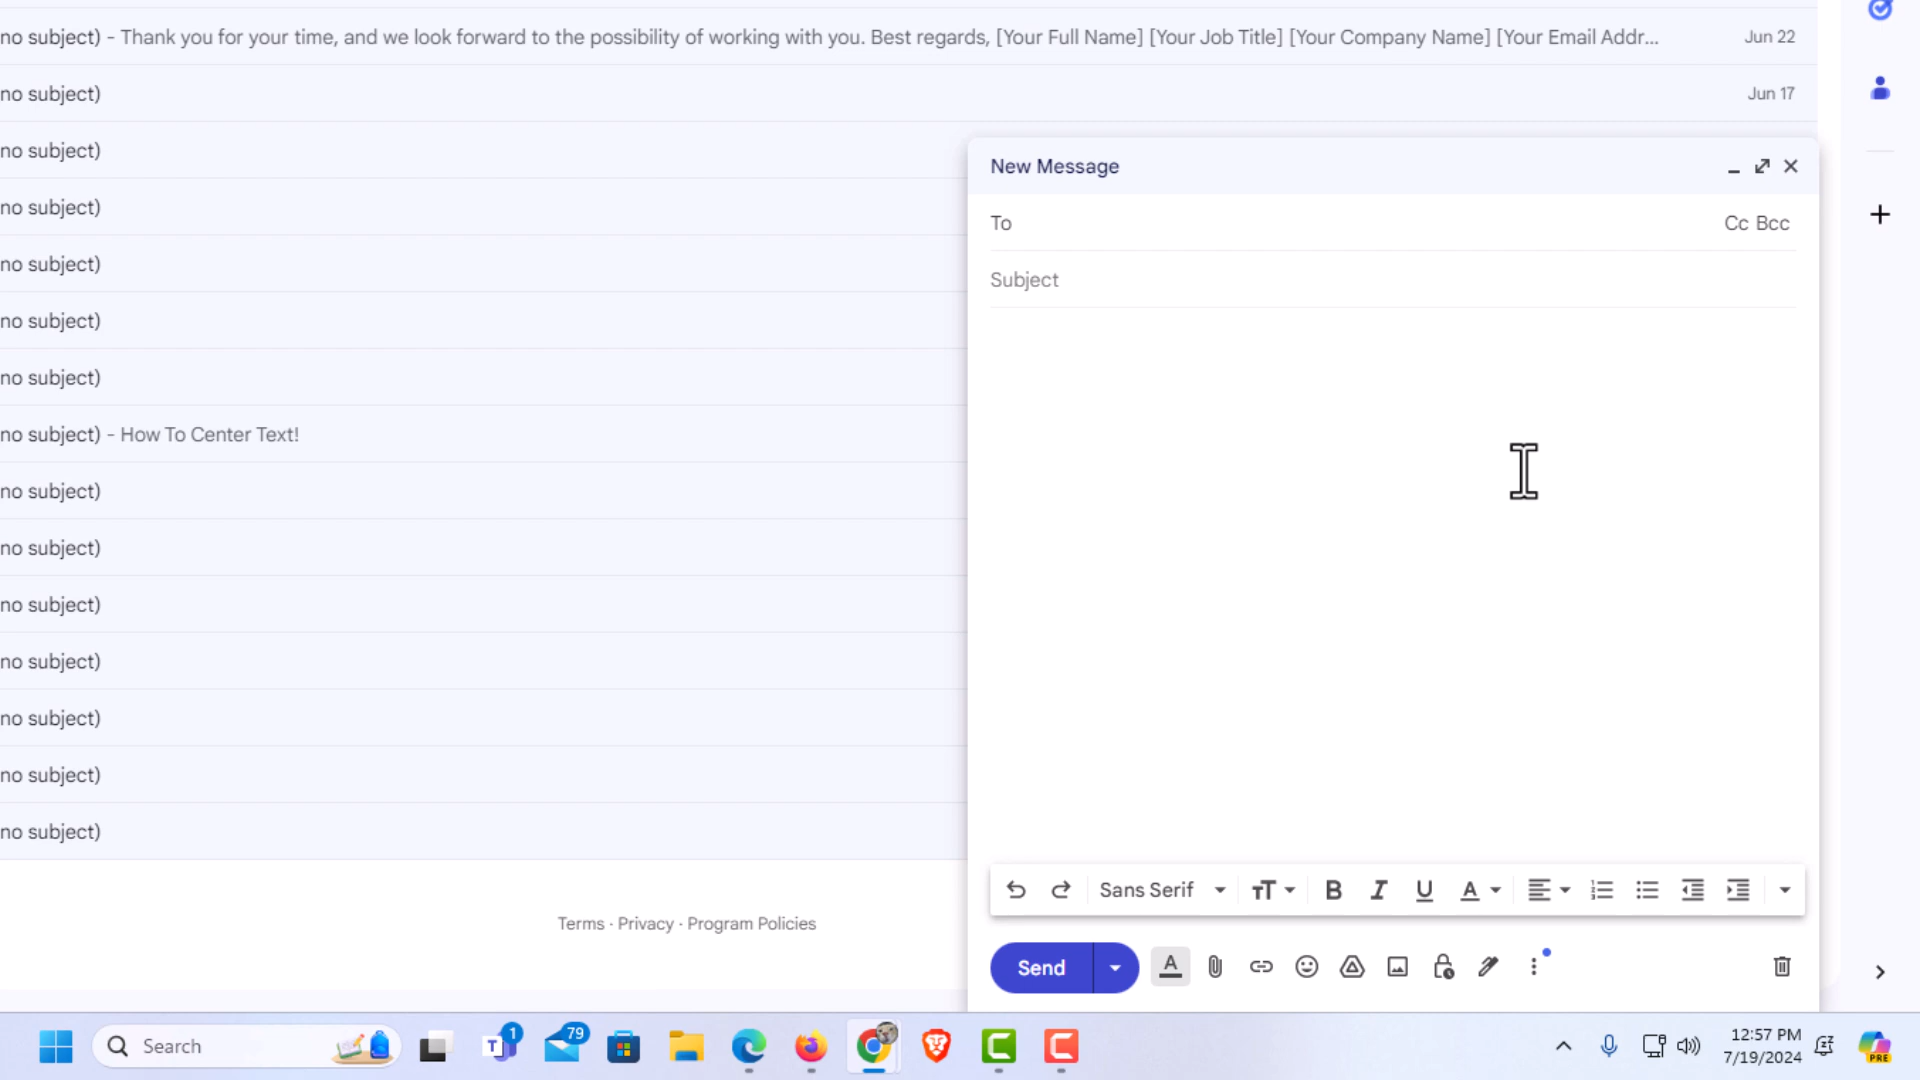 no subject) - Thank you for your time, and we look forward to the possibility of working with you. Best regards, [Your Full Name] [Your Job Title] [Your Company Name] [Your Email Addr... Jun 22
no subject) Jun 17
no subject)
no subject)
no subject)
no subject)
no subject)
no subject) - How To Center Text!
no subject)
no subject)
no subject)
no subject)
no subject)
no subject)
no subject)
New Message
To Cc Bcc
Subject
Sans Serif
Send
Terms · Privacy · Program Policies
Search
1
79
12:57 PM
7/19/2024
PRE